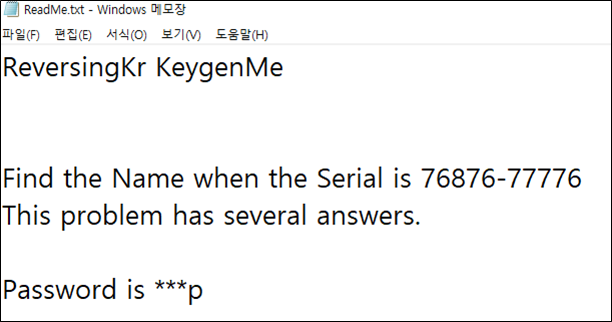 ReadMe.txt - Windows 메모장
파일(F) 편집(E) 서식(O) 보기(V) 도움말(H)
ReversingKr KeygenMe
Find the Name when the Serial is 76876-77776
This problem has several answers.
Password is ***p